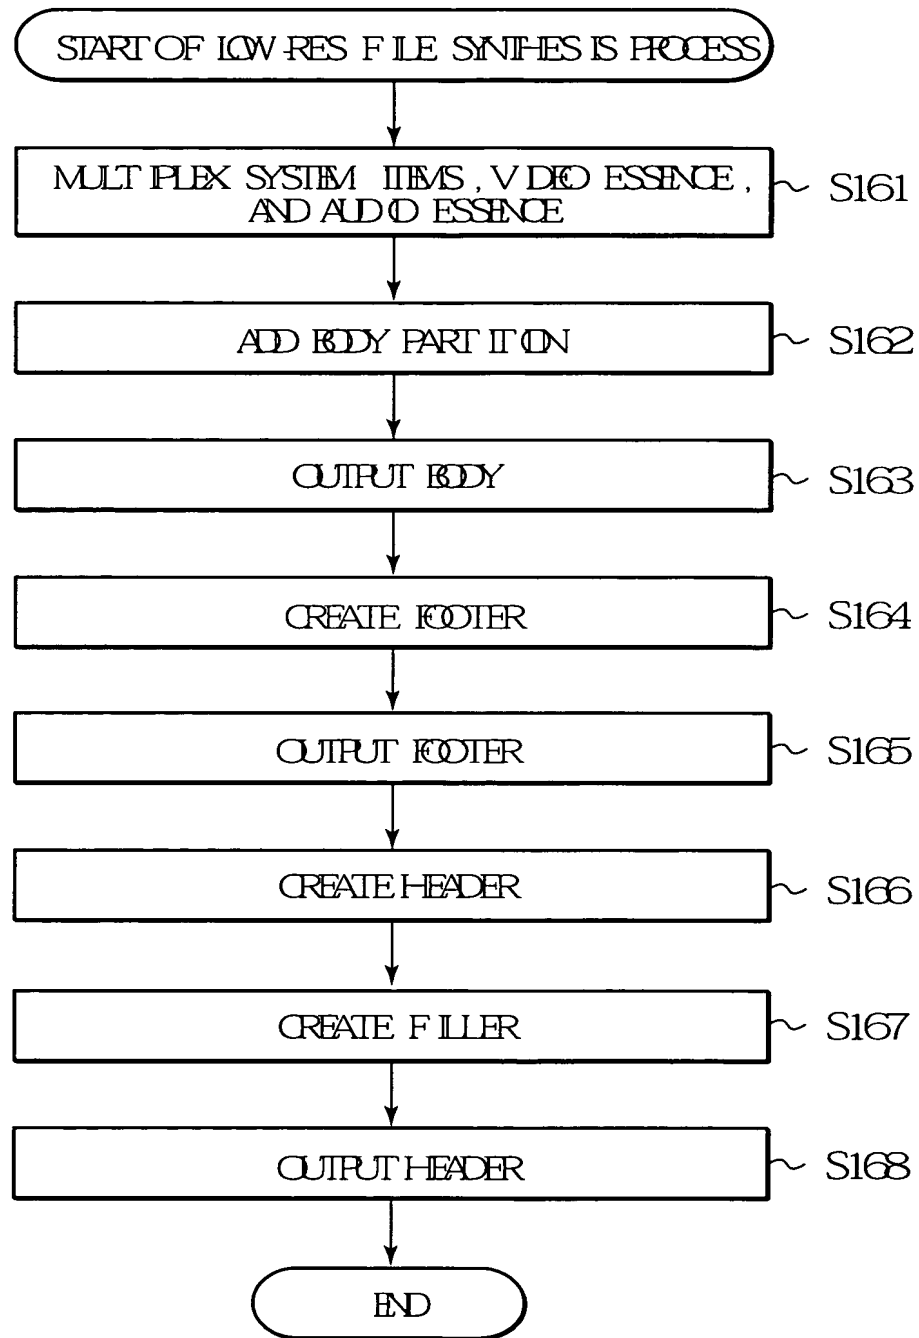 START OF LOW-RES FILE SYNTHESIS PROCESS
MULTIPLEX SYSTEM ITEMS, VIDEO ESSENCE,
AND AUDIO ESSENCE
S161
ADD BODY PARTITION
S162
OUTPUT BODY
S163
CREATE FOOTER
S164
OUTPUT FOOTER
S165
CREATE HEADER
S166
CREATE FILLER
S167
OUTPUT HEADER
S168
END